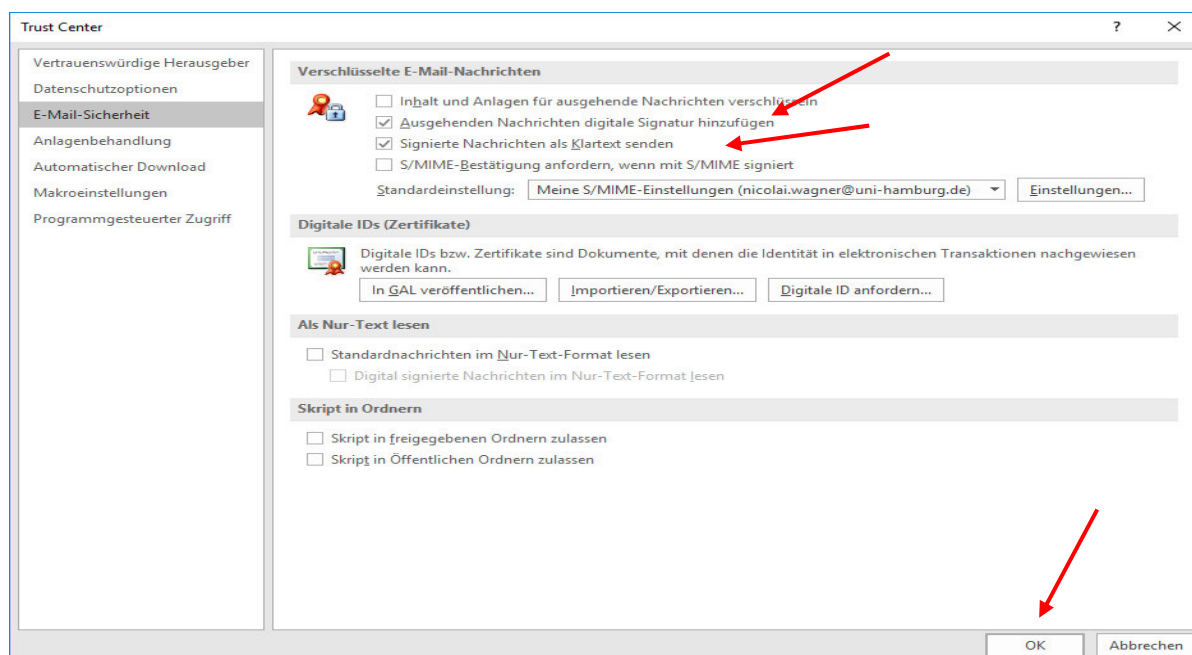 Trust Center
?
Vertrauenswürdige Herausgeber
Datenschutzoptionen
E-Mail-Sicherheit
Anlagenbehandlung
Automatischer Download
Makroeinstellungen
Programmgesteuerter Zugriff
Verschlüsselte E-Mail-Nachrichten
Inhalt und Anlagen für ausgehende Nachrichten verschlüsseln
Ausgehenden Nachrichten digitale Signatur hinzufügen
Signierte Nachrichten als Klartext senden
S/MIME-Bestätigung anfordern, wenn mit S/MIME signiert
Standardeinstellung: Meine S/MIME-Einstellungen (nicolai.wagner@uni-hamburg.de) Einstellungen...
Digitale IDs (Zertifikate)
Digitale IDs bzw. Zertifikate sind Dokumente, mit denen die Identität in elektronischen Transaktionen nachgewiesen
werden kann.
In GAL veröffentlichen... Importieren/Exportieren... Digitale ID anfordern...
Als Nur-Text lesen
Standardnachrichten im Nur-Text-Format lesen
Digital signierte Nachrichten im Nur-Text-Format lesen
Skript in Ordnern
Skript in freigegebenen Ordnern zulassen
Skript in Öffentlichen Ordnern zulassen
OK Abbrechen